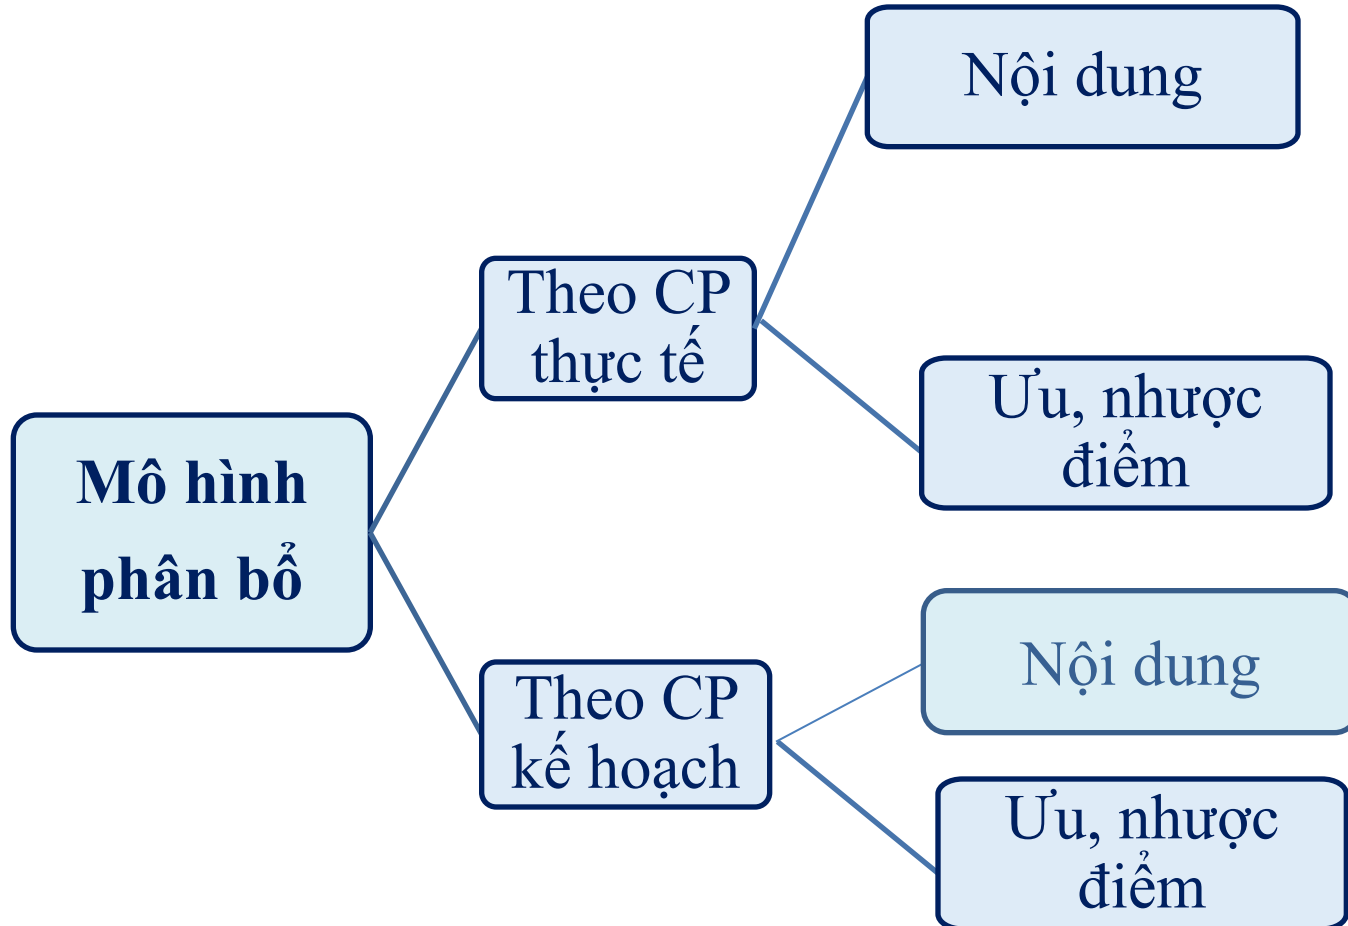 Nội dung
Theo CP
thực tế
Ưu, nhược
điểm
Mô hình
phân bổ
Nội dung
Theo CP
kế hoạch
Ưu, nhược
điểm